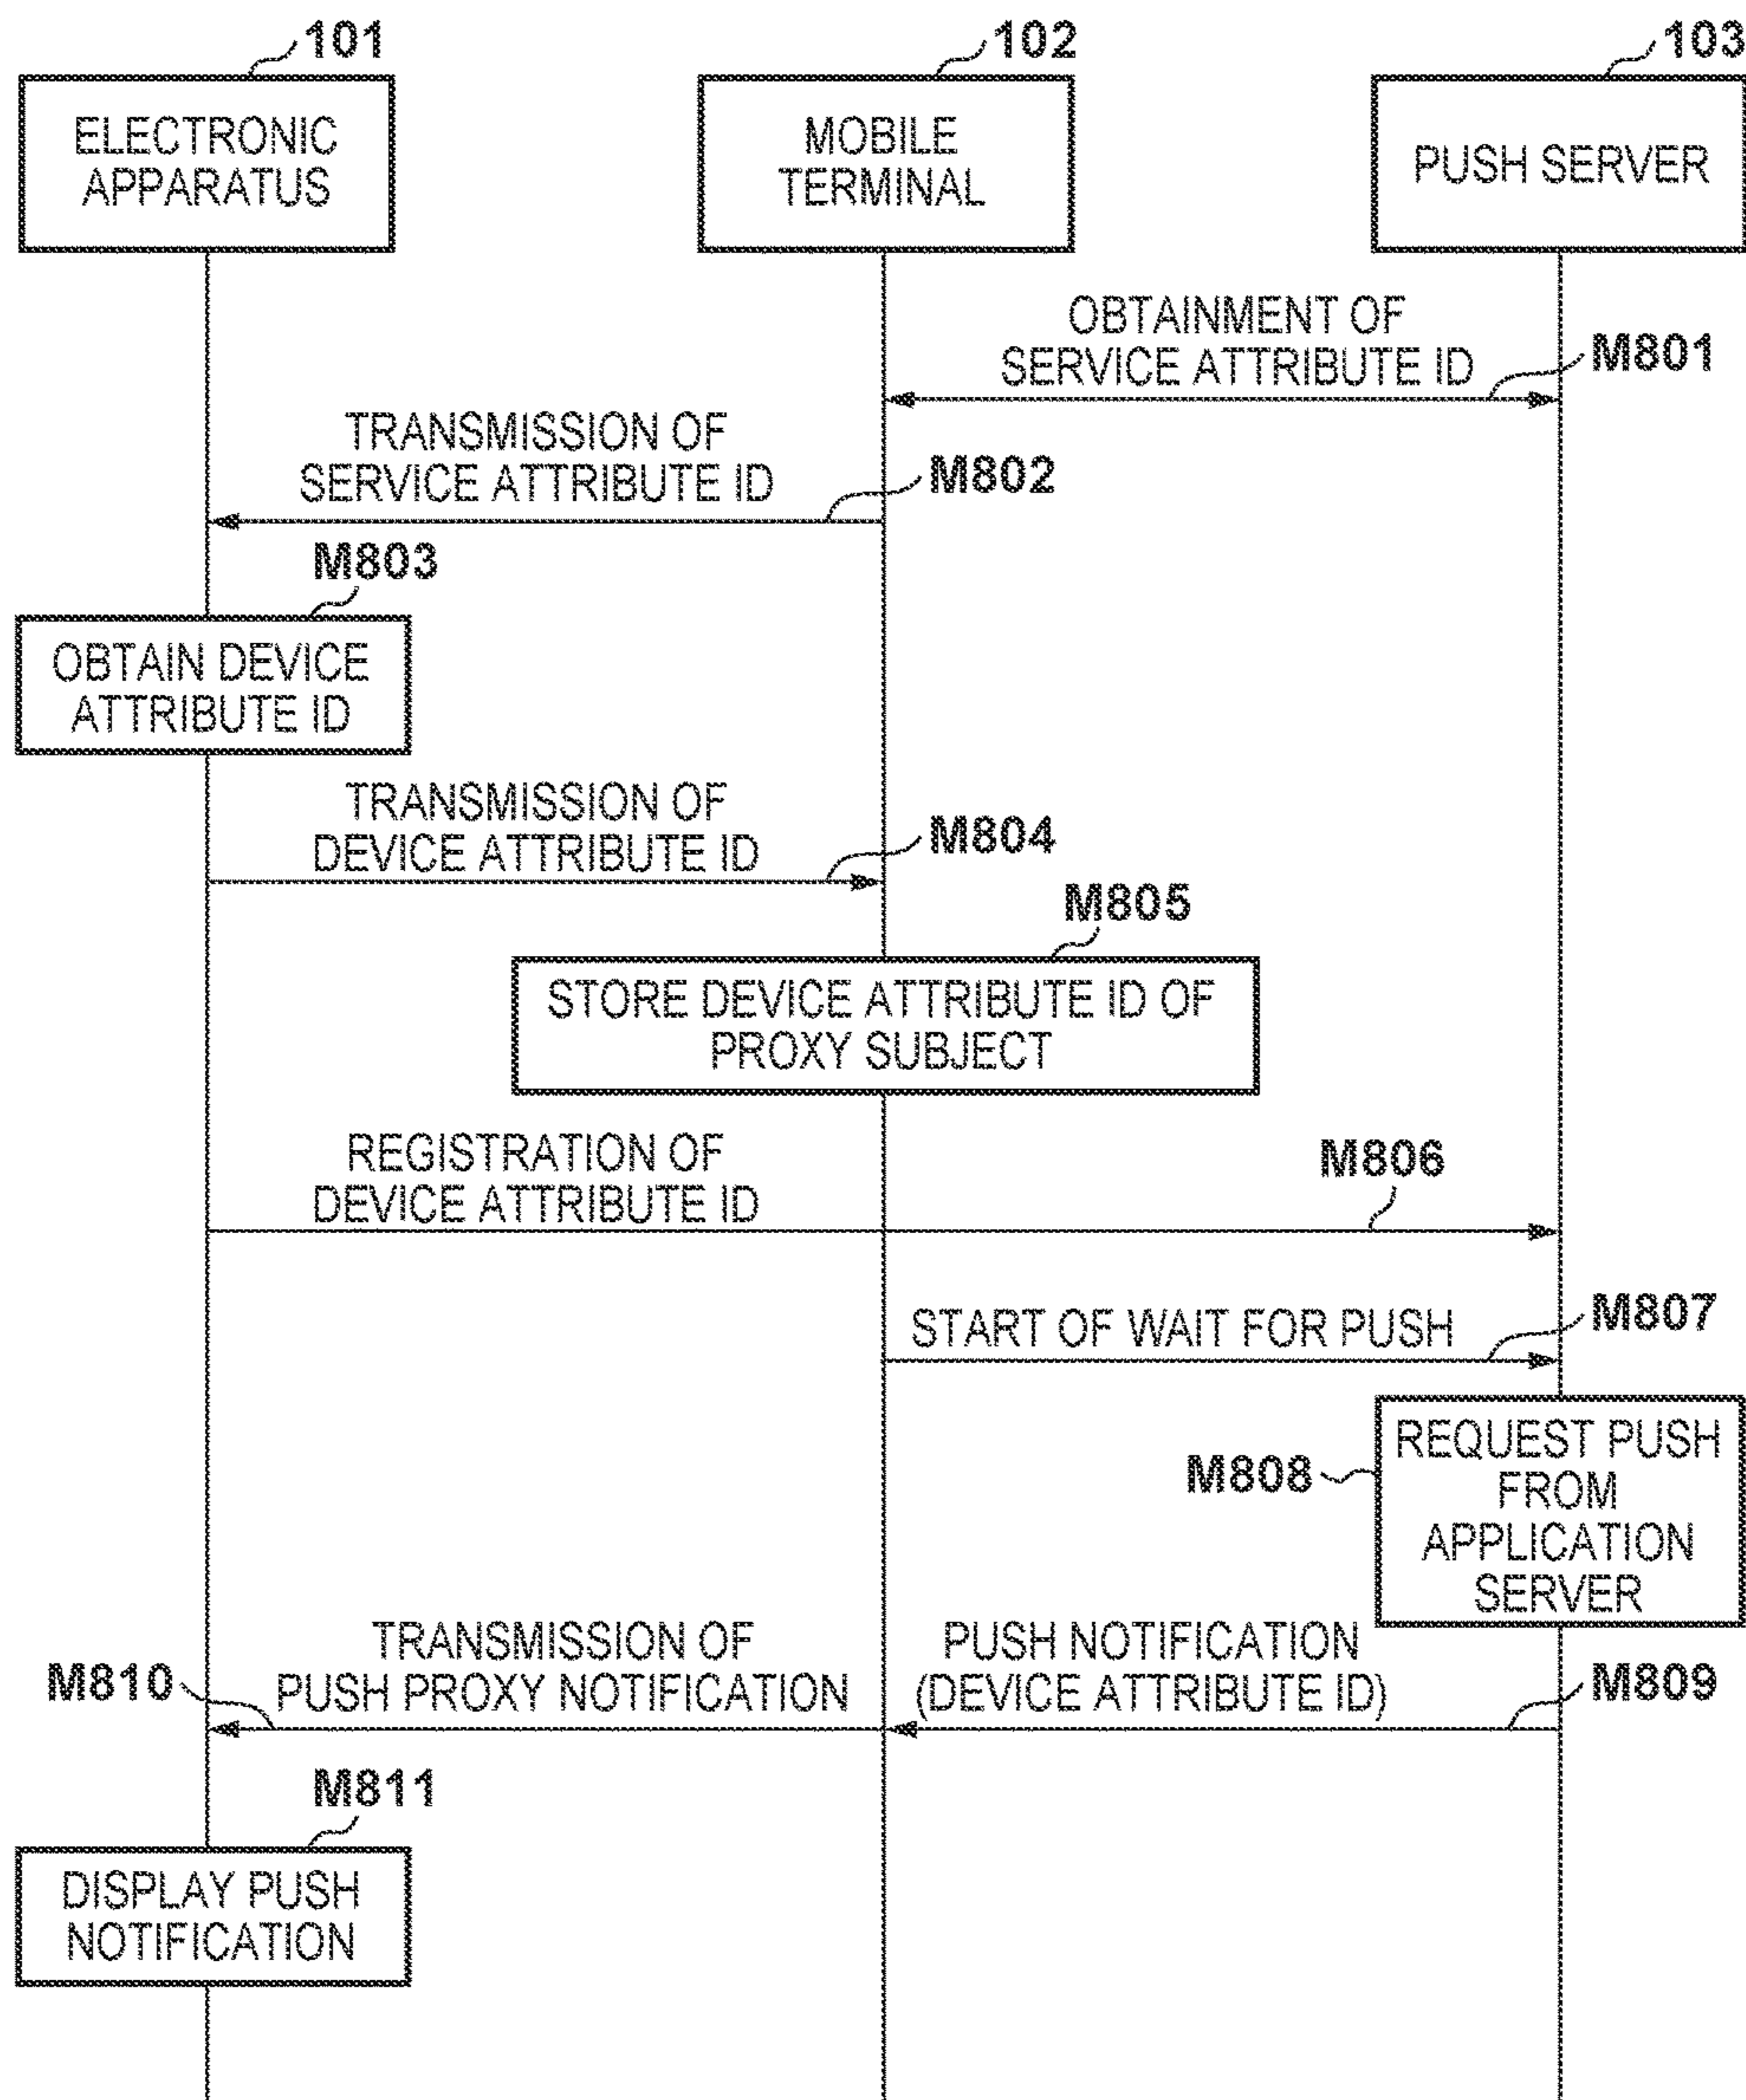 101
102
103
ELECTRONIC
APPARATUS
MOBILE
TERMINAL
PUSH SERVER
OBTAINMENT OF
SERVICE ATTRIBUTE ID
M801
TRANSMISSION OF
SERVICE ATTRIBUTE ID
M802
M803
OBTAIN DEVICE
ATTRIBUTE ID
TRANSMISSION OF
DEVICE ATTRIBUTE ID
M804
M805
STORE DEVICE ATTRIBUTE ID OF
PROXY SUBJECT
REGISTRATION OF
DEVICE ATTRIBUTE ID
M806
START OF WAIT FOR PUSH
M807
M808
REQUEST PUSH
FROM
APPLICATION
SERVER
M810
TRANSMISSION OF
PUSH PROXY NOTIFICATION
PUSH NOTIFICATION
(DEVICE ATTRIBUTE ID)
M809
M811
DISPLAY PUSH
NOTIFICATION